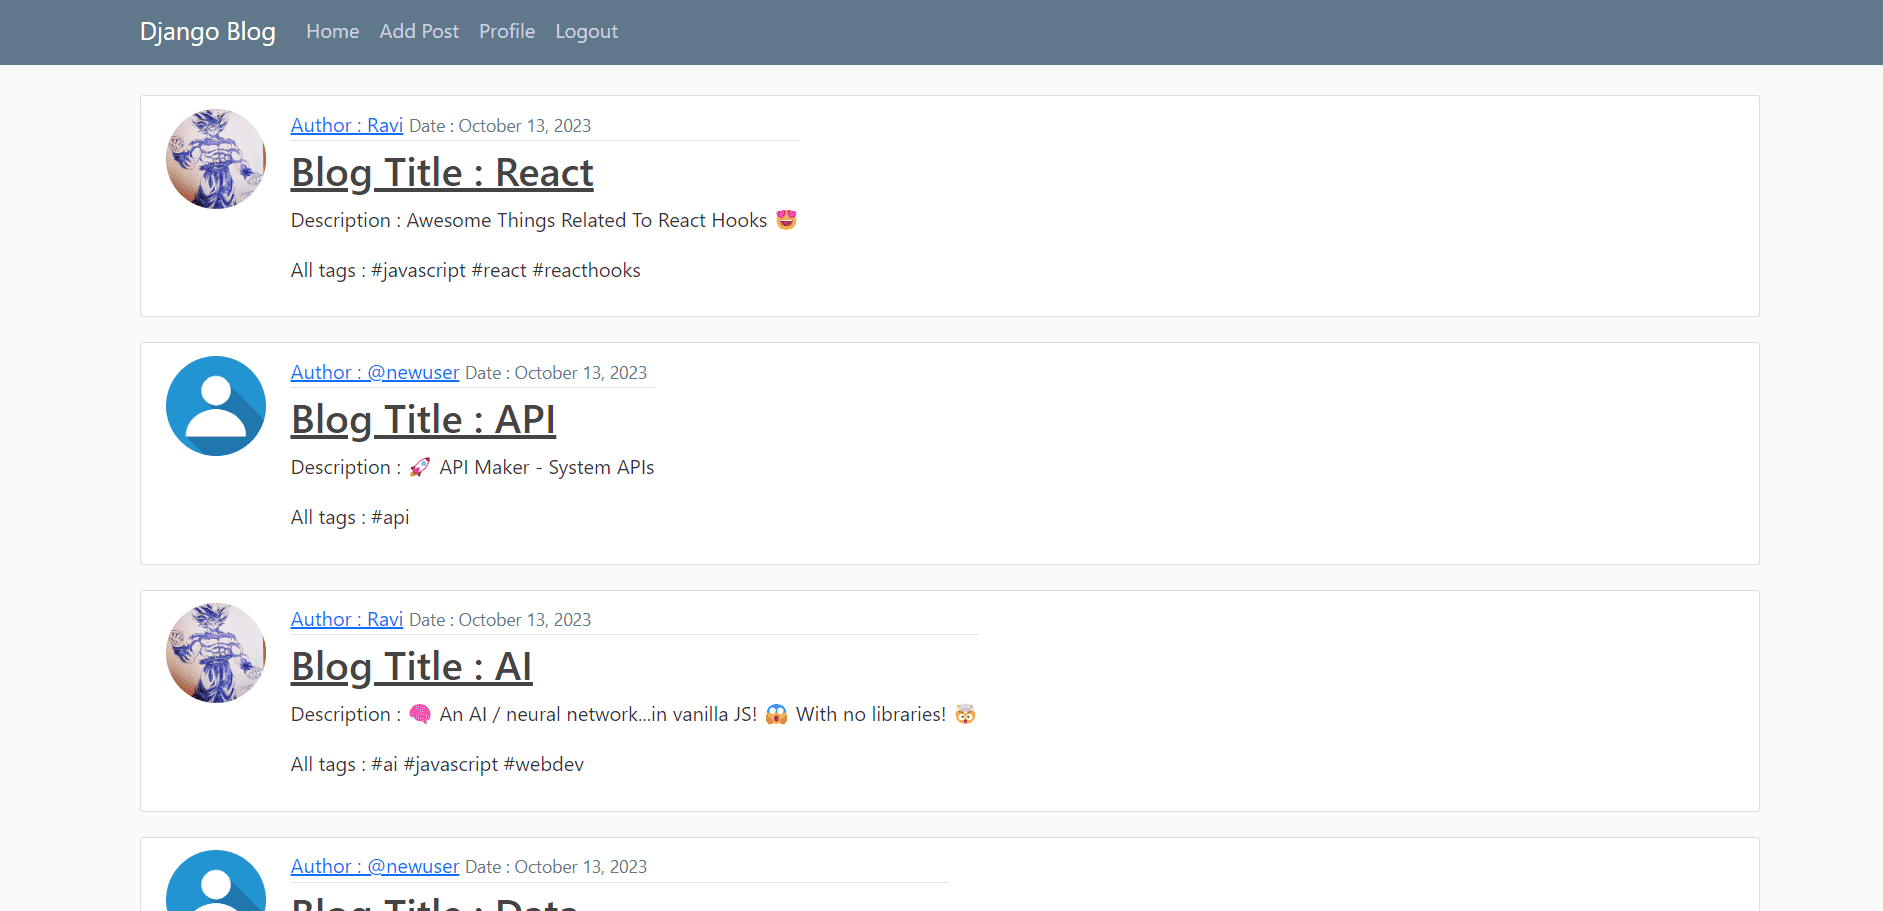 Django Blog Home Add Post Profile Logout
Author : Ravi Date : October 13, 2023
Blog Title : React
Description : Awesome Things Related To React Hooks 🤩
All tags : #javascript #react #reacthooks
Author : @newuser Date : October 13, 2023
Blog Title : API
Description : 🚀 API Maker - System APIs
All tags : #api
Author : Ravi Date : October 13, 2023
Blog Title : AI
Description : 🧠 An AI / neural network...in vanilla JS! 😱 With no libraries! 🤯
All tags : #ai #javascript #webdev
Author : @newuser Date : October 13, 2023
Blog Title : Data